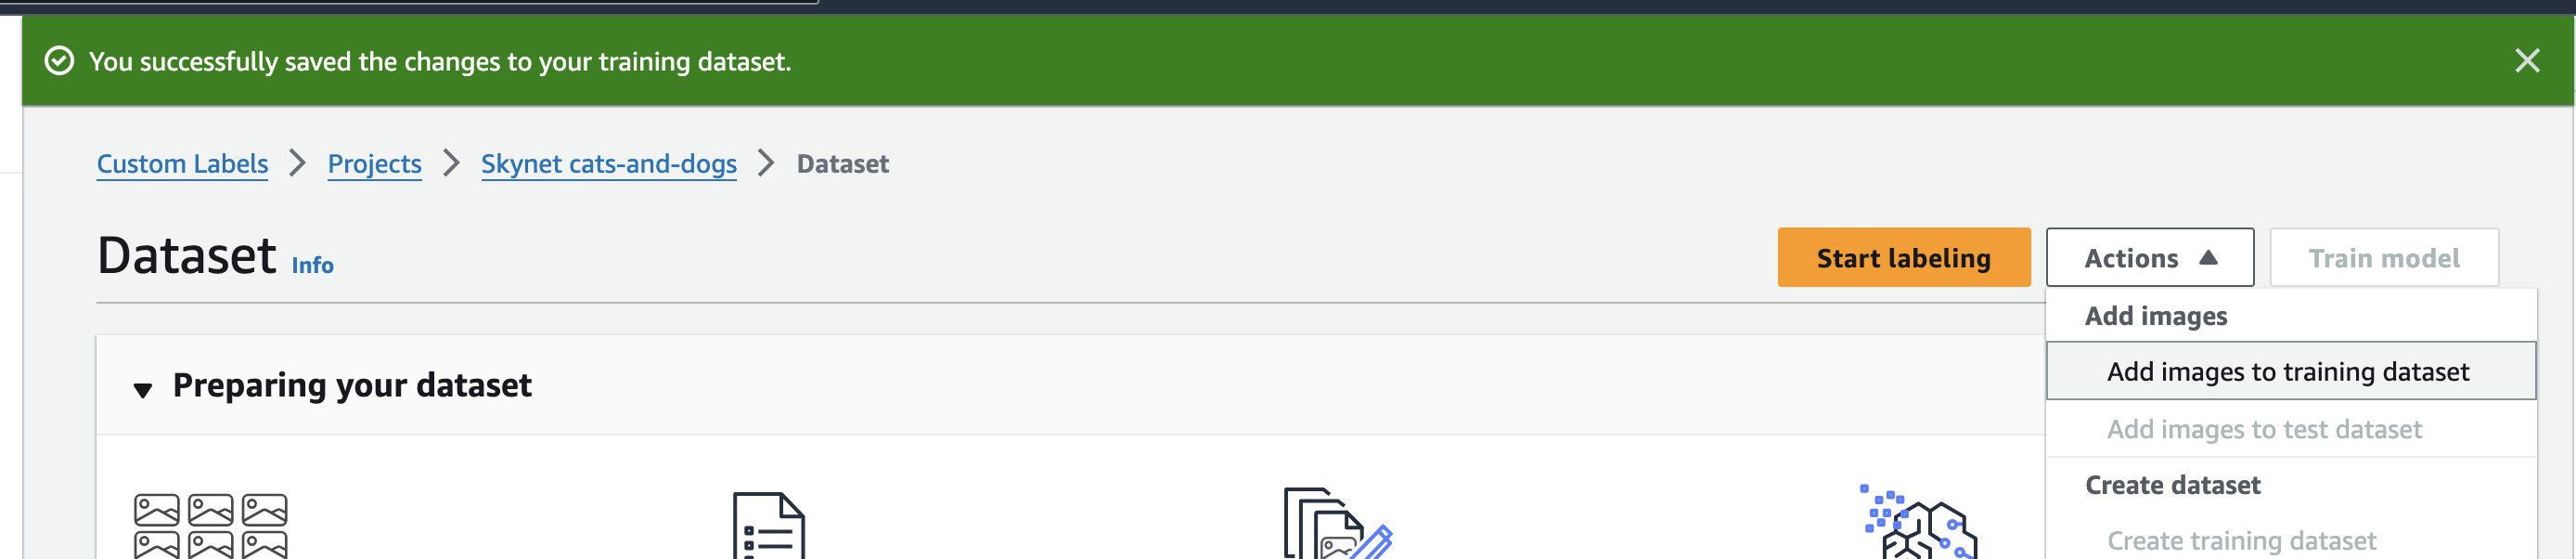 You successfully saved the changes to your training dataset.
Custom Labels > Projects > Skynet cats-and-dogs > Dataset
Dataset Info
Start labeling
Actions
Train model
Add images
Add images to training dataset
Add images to test dataset
Create dataset
Create training dataset
Preparing your dataset